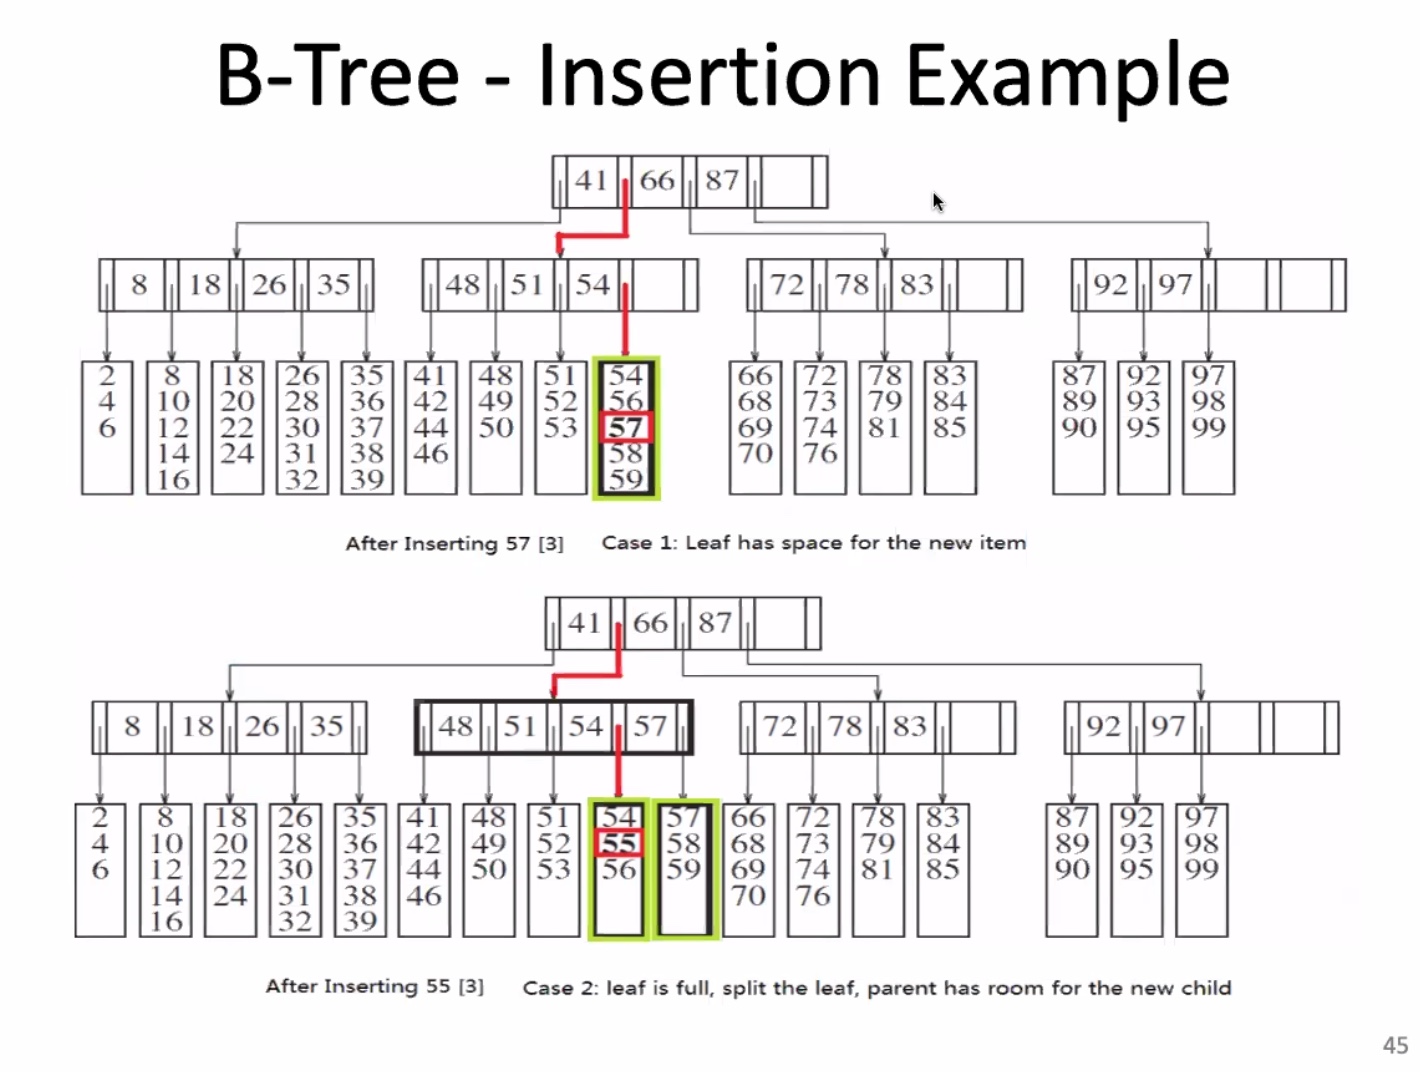 B-Tree - Insertion Example
41 66 87
8 18 26 35 48 51 54 72 78 83 92 97
2 8 18 26 35 41 48 51 54 66 72 78 83 87 92 97
4 10 20 28 36 42 49 52 56 68 73 79 84 89 93 98
6 12 22 30 37 44 50 53 57 69 74 81 85 90 95 99
14 24 31 38 46 58 70 76
16 32 39 59
After Inserting 57 [3] Case 1: Leaf has space for the new item
41 66 87
8 18 26 35 48 51 54 57 72 78 83 92 97
2 8 18 26 35 41 48 51 54 57 66 72 78 83 87 92 97
4 10 20 28 36 42 49 52 55 58 68 73 79 84 89 93 98
6 12 22 30 37 44 50 53 56 59 69 74 81 85 90 95 99
14 24 31 38 46 70 76
16 32 39
After Inserting 55 [3] Case 2: leaf is full, split the leaf, parent has room for the new child
45